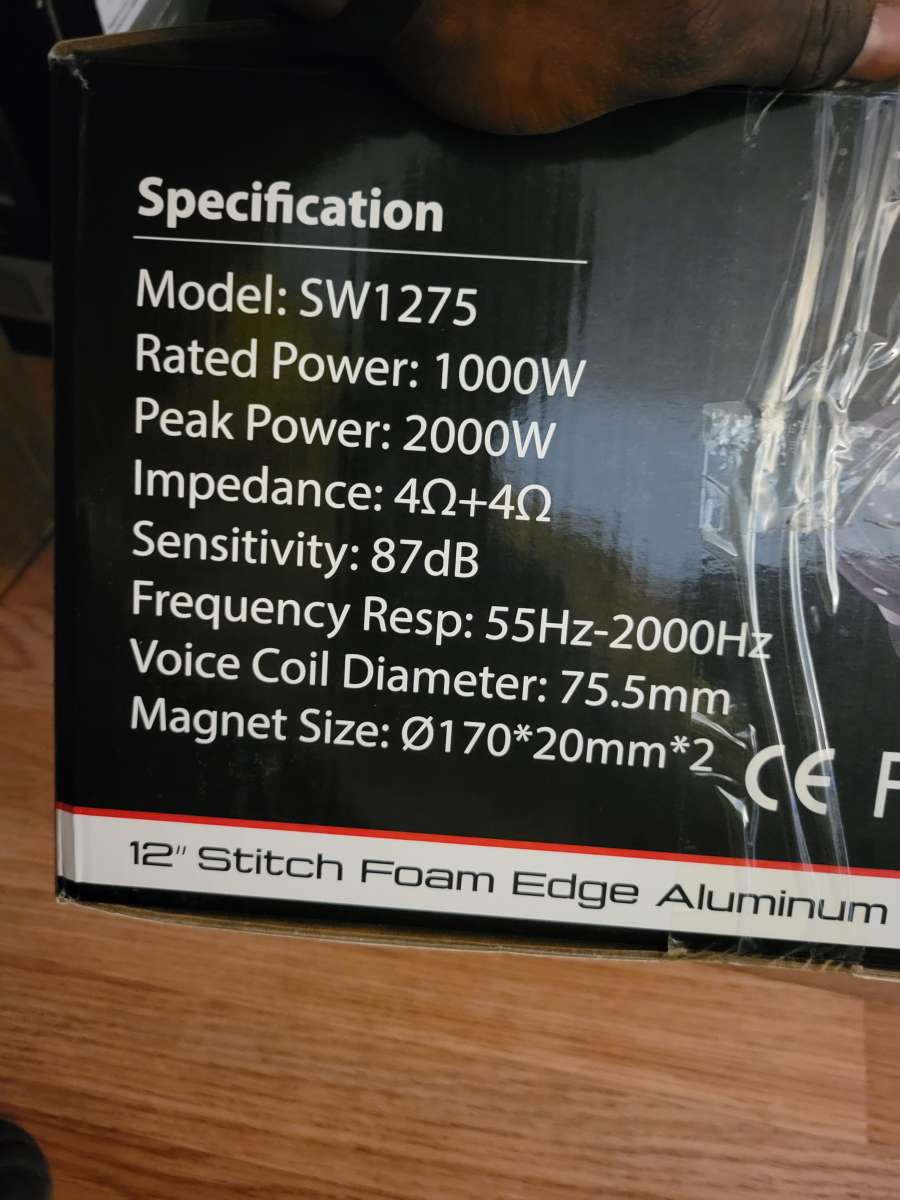 Specification
Model: SW1275
Rated Power: 1000W
Peak Power: 2000W
Impedance: 4Ω+4Ω
Sensitivity: 87dB
Frequency Resp: 55Hz-2000Hz
Voice Coil Diameter: 75.5mm
Magnet Size: Ø170*20mm*2
CE F
12" Stitch Foam Edge Aluminum